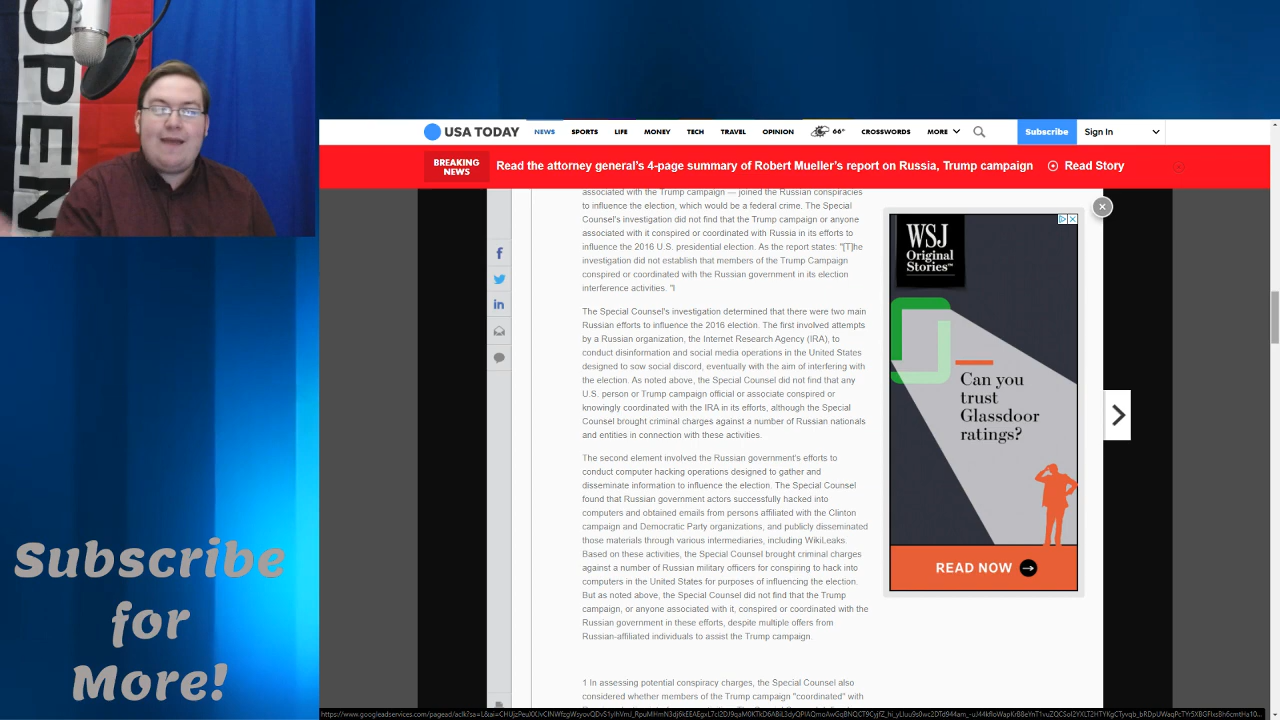 OPEN
USA TODAY NEWS SPORTS LIFE MONEY TECH TRAVEL OPINION 66° CROSSWORDS MORE Subscribe Sign In
BREAKING
NEWS
Read the attorney general's 4-page summary of Robert Mueller's report on Russia, Trump campaign Read Story
associated with the Trump campaign — joined the Russian conspiracies
to influence the election, which would be a federal crime. The Special
Counsel's investigation did not find that the Trump campaign or anyone
associated with it conspired or coordinated with Russia in its efforts to
influence the 2016 U.S. presidential election. As the report states: "[T]he
investigation did not establish that members of the Trump Campaign
conspired or coordinated with the Russian government in its election
interference activities. "l
The Special Counsel's investigation determined that there were two main
Russian efforts to influence the 2016 election. The first involved attempts
by a Russian organization, the Internet Research Agency (IRA), to
conduct disinformation and social media operations in the United States
designed to sow social discord, eventually with the aim of interfering with
the election. As noted above, the Special Counsel did not find that any
U.S. person or Trump campaign official or associate conspired or
knowingly coordinated with the IRA in its efforts, although the Special
Counsel brought criminal charges against a number of Russian nationals
and entities in connection with these activities.
The second element involved the Russian government's efforts to
conduct computer hacking operations designed to gather and
disseminate information to influence the election. The Special Counsel
found that Russian government actors successfully hacked into
computers and obtained emails from persons affiliated with the Clinton
campaign and Democratic Party organizations, and publicly disseminated
those materials through various intermediaries, including WikiLeaks.
Based on these activities, the Special Counsel brought criminal charges
against a number of Russian military officers for conspiring to hack into
computers in the United States for purposes of influencing the election.
But as noted above, the Special Counsel did not find that the Trump
campaign, or anyone associated with it, conspired or coordinated with the
Russian government in these efforts, despite multiple offers from
Russian-affiliated individuals to assist the Trump campaign.
1 In assessing potential conspiracy charges, the Special Counsel also
considered whether members of the Trump campaign "coordinated" with
WSJ
Original
Stories™
Can you
trust
Glassdoor
ratings?
READ NOW
Subscribe
for
More!